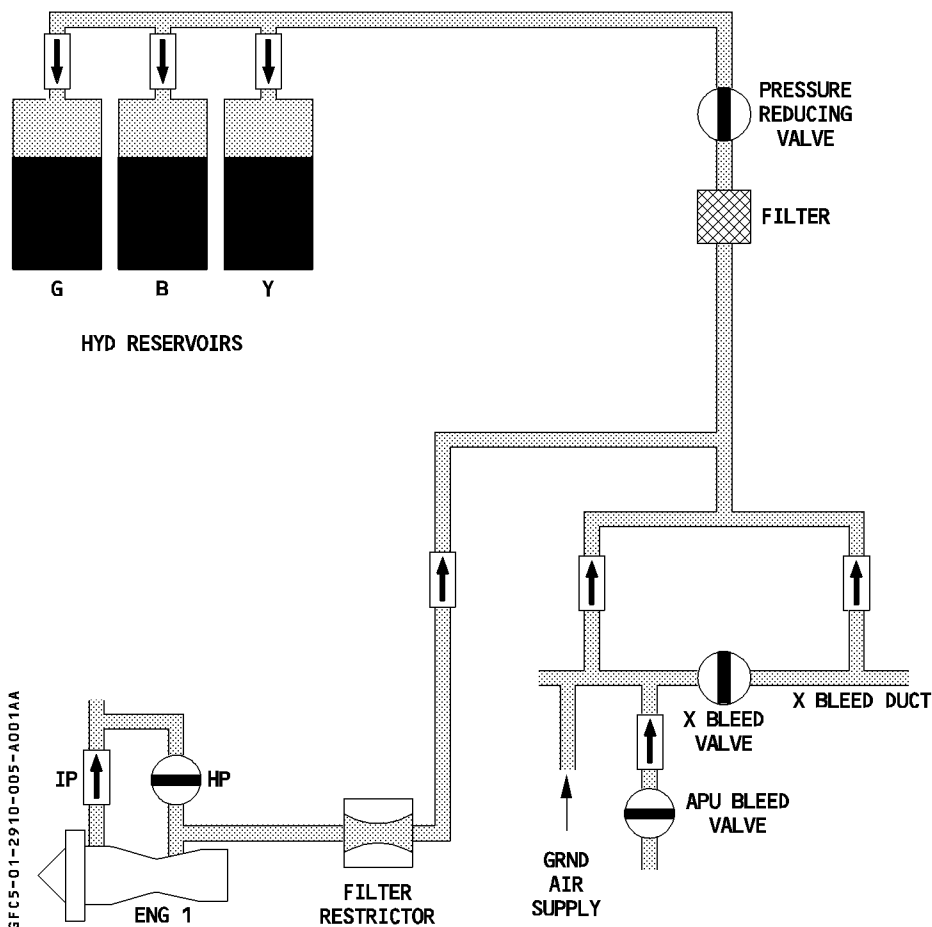 PRESSURE
REDUCING
VALVE
FILTER
G B Y
HYD RESERVOIRS
X BLEED DUCT
X BLEED
VALVE
IP
HP
APU BLEED
VALVE
GRND
AIR
SUPPLY
FILTER
RESTRICTOR
ENG 1
GFC5-01-2910-005-A001AA